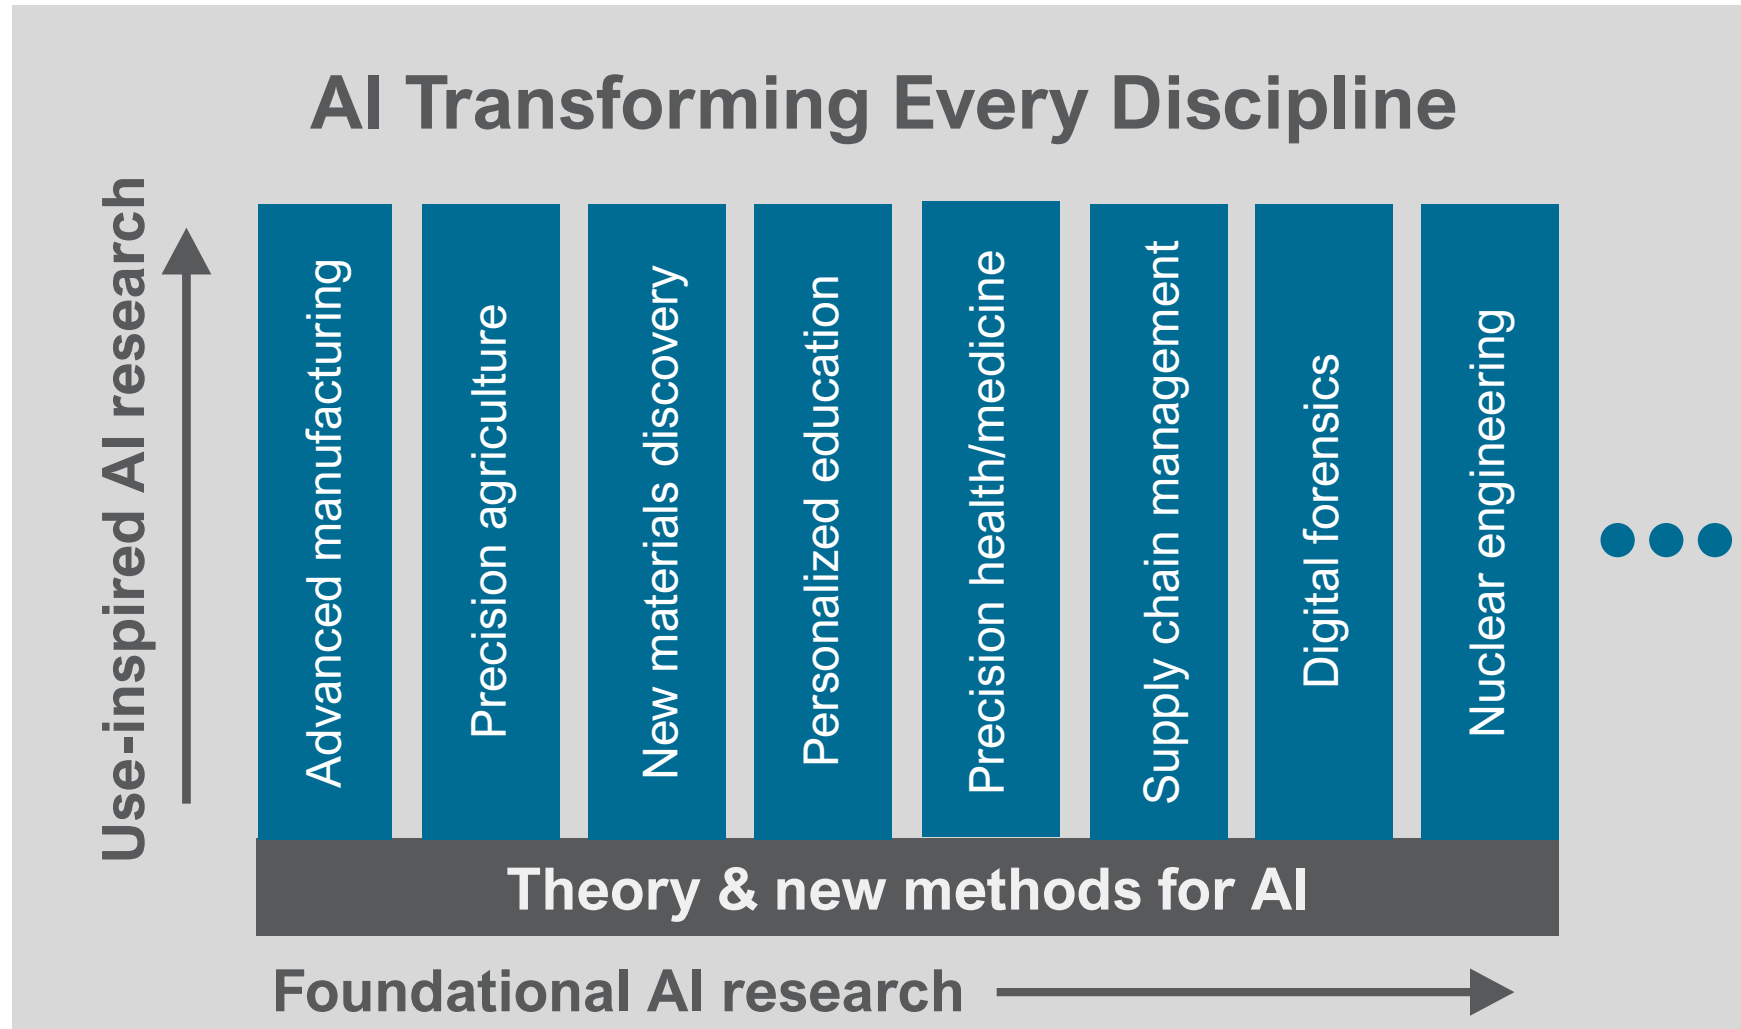 AI Transforming Every Discipline
Use-inspired AI research
Advanced manufacturing
Precision agriculture
New materials discovery
Personalized education
Precision health/medicine
Supply chain management
Digital forensics
Nuclear engineering
Theory & new methods for AI
Foundational AI research